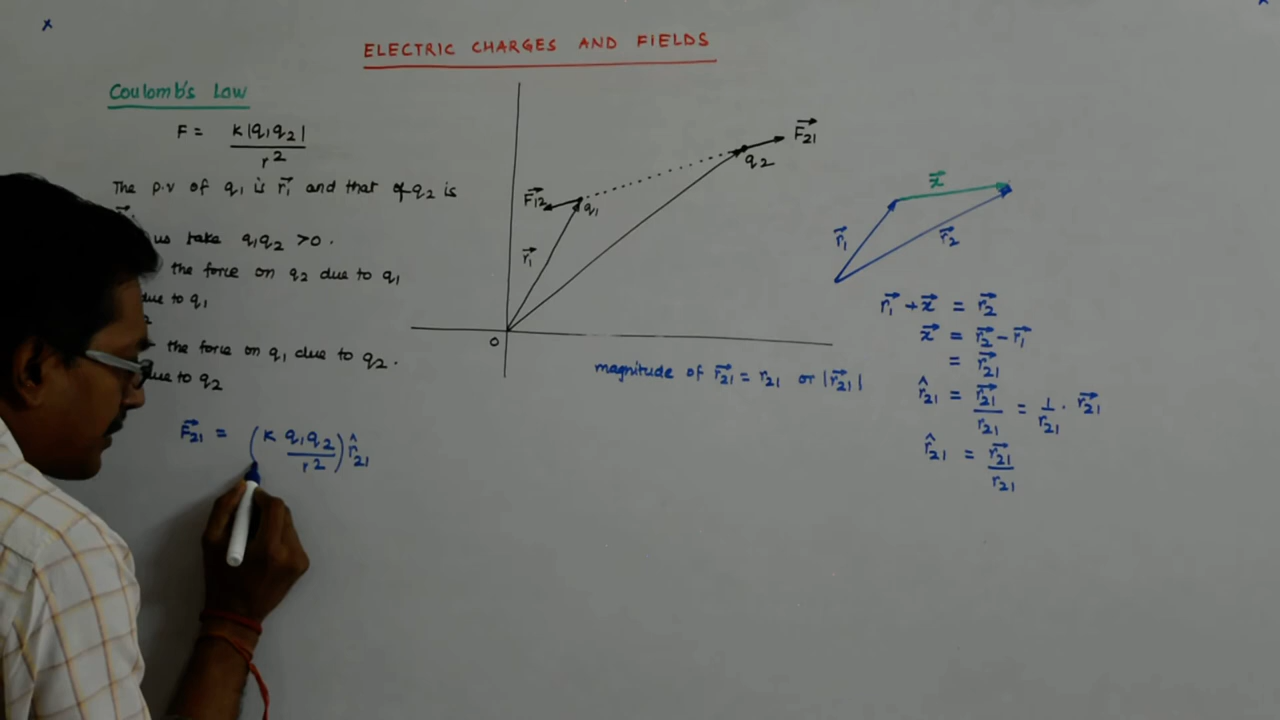 ELECTRIC CHARGES AND FIELDS
Coulomb's Law
F = K|q₁q₂| / r²
The p.v of q₁ is r₁⃗ and that of q₂ is
us take q₁q₂ > 0.
the force on q₂ due to q₁
due to q₁
the force on q₁ due to q₂.
due to q₂
F₂₁⃗ = (K q₁q₂ / r²) r̂₂₁
F₂₁⃗
q₂
F₁₂⃗
q₁
r₁⃗
O
magnitude of r₂₁⃗ = r₂₁ or |r₂₁⃗|
x⃗
r₁⃗
r₂⃗
r₁⃗ + x⃗ = r₂⃗
x⃗ = r₂⃗ − r₁⃗
= r₂₁⃗
r̂₂₁ = r₂₁⃗ / r₂₁ = 1 / r₂₁ · r₂₁⃗
r̂₂₁ = r₂₁⃗ / r₂₁